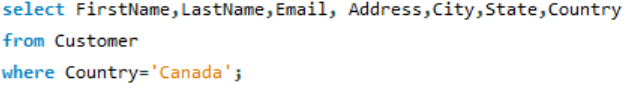 select FirstName,LastName,Email, Address,City,State,Country
from Customer
where Country='Canada';